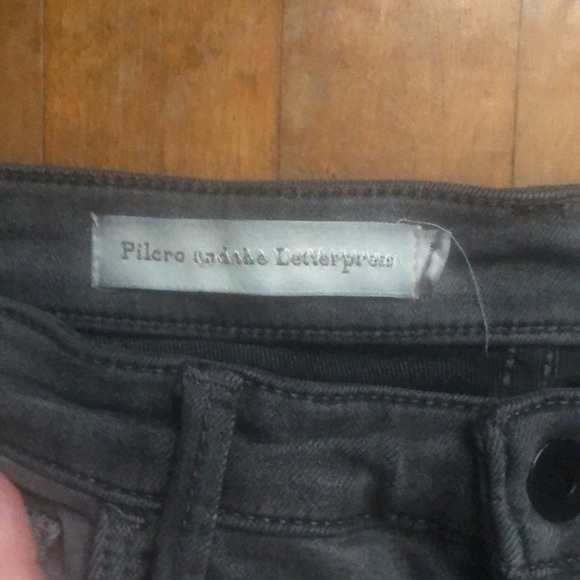 Pilcro and the Letterpress